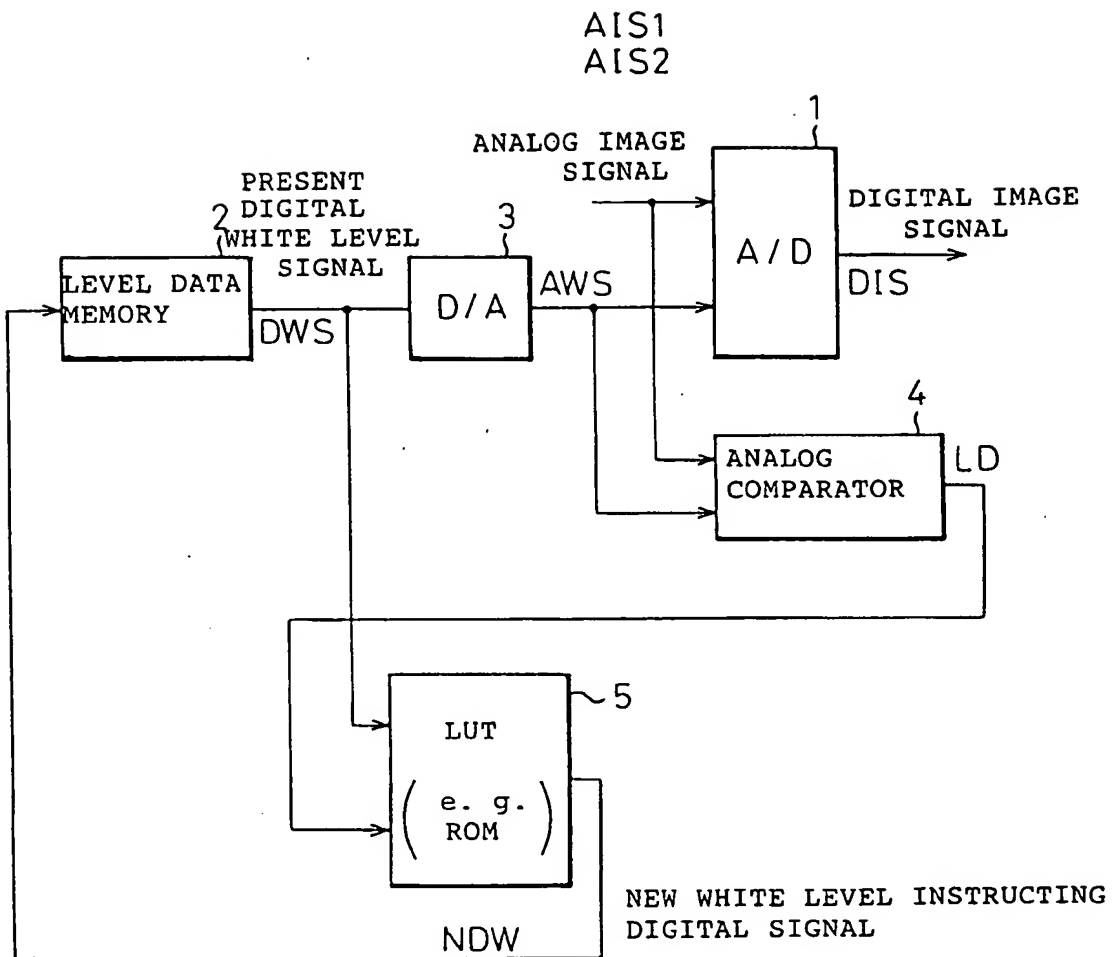 AIS1
AIS2
1
ANALOG IMAGE
SIGNAL
A/D
DIGITAL IMAGE
SIGNAL
DIS
PRESENT
DIGITAL
WHITE LEVEL
SIGNAL
2
LEVEL DATA
MEMORY
DWS
3
D/A
AWS
4
ANALOG
COMPARATOR
LD
5
LUT
( e. g.
ROM )
NEW WHITE LEVEL INSTRUCTING
DIGITAL SIGNAL
NDW